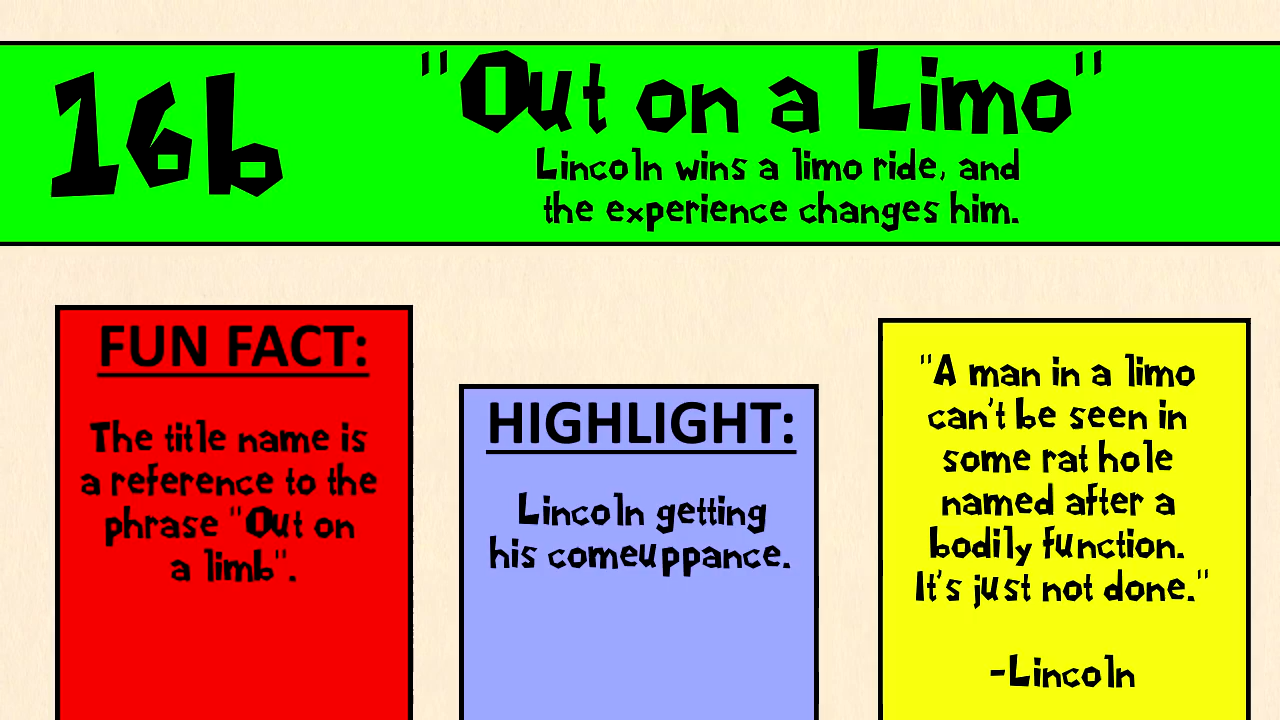 16b
"Out on a Limo"
Lincoln wins a limo ride, and
the experience changes him.
FUN FACT:
The title name is
a reference to the
phrase "Out on
a limb".
HIGHLIGHT:
Lincoln getting
his comeuppance.
"A man in a limo
can't be seen in
some rat hole
named after a
bodily function.
It's just not done."
-Lincoln